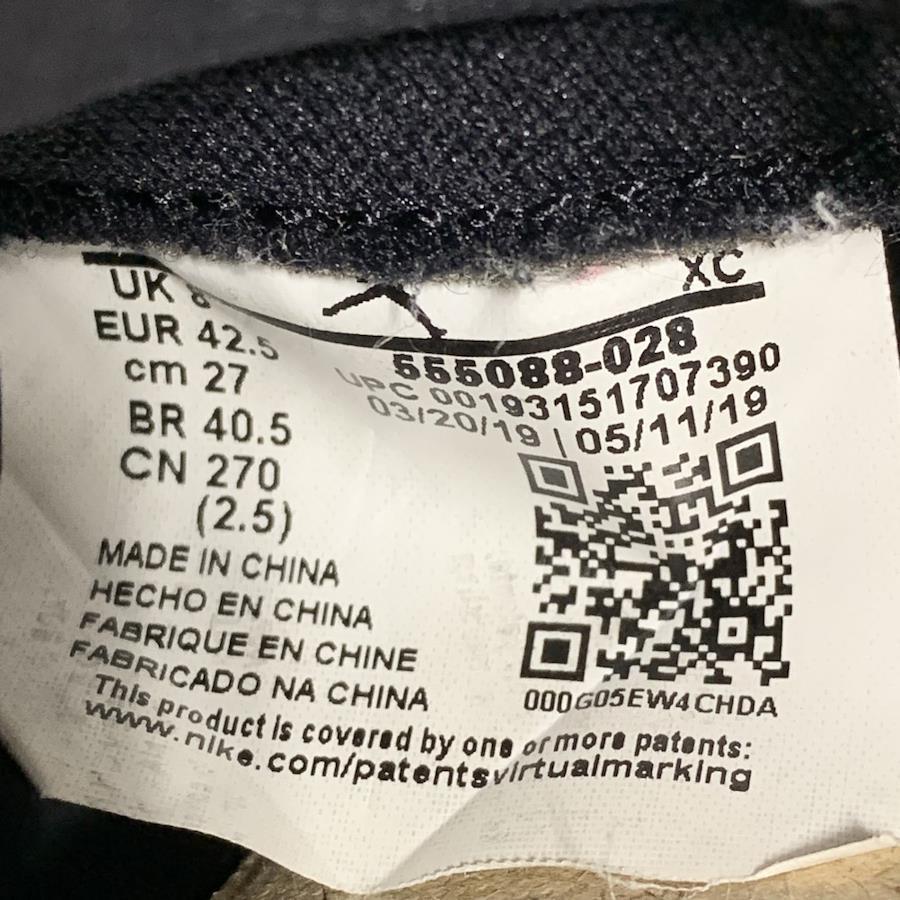 UK 8
EUR 42.5
cm 27
BR 40.5
CN 270
(2.5)
MADE IN CHINA
HECHO EN CHINA
FABRIQUE EN CHINE
FABRICADO NA CHINA
This product is covered by one or more patents:
www.nike.com/patentsvirtualmarking
XC
555088-028
UPC 00193151707390
03/20/19 | 05/11/19
000G05EW4CHDA